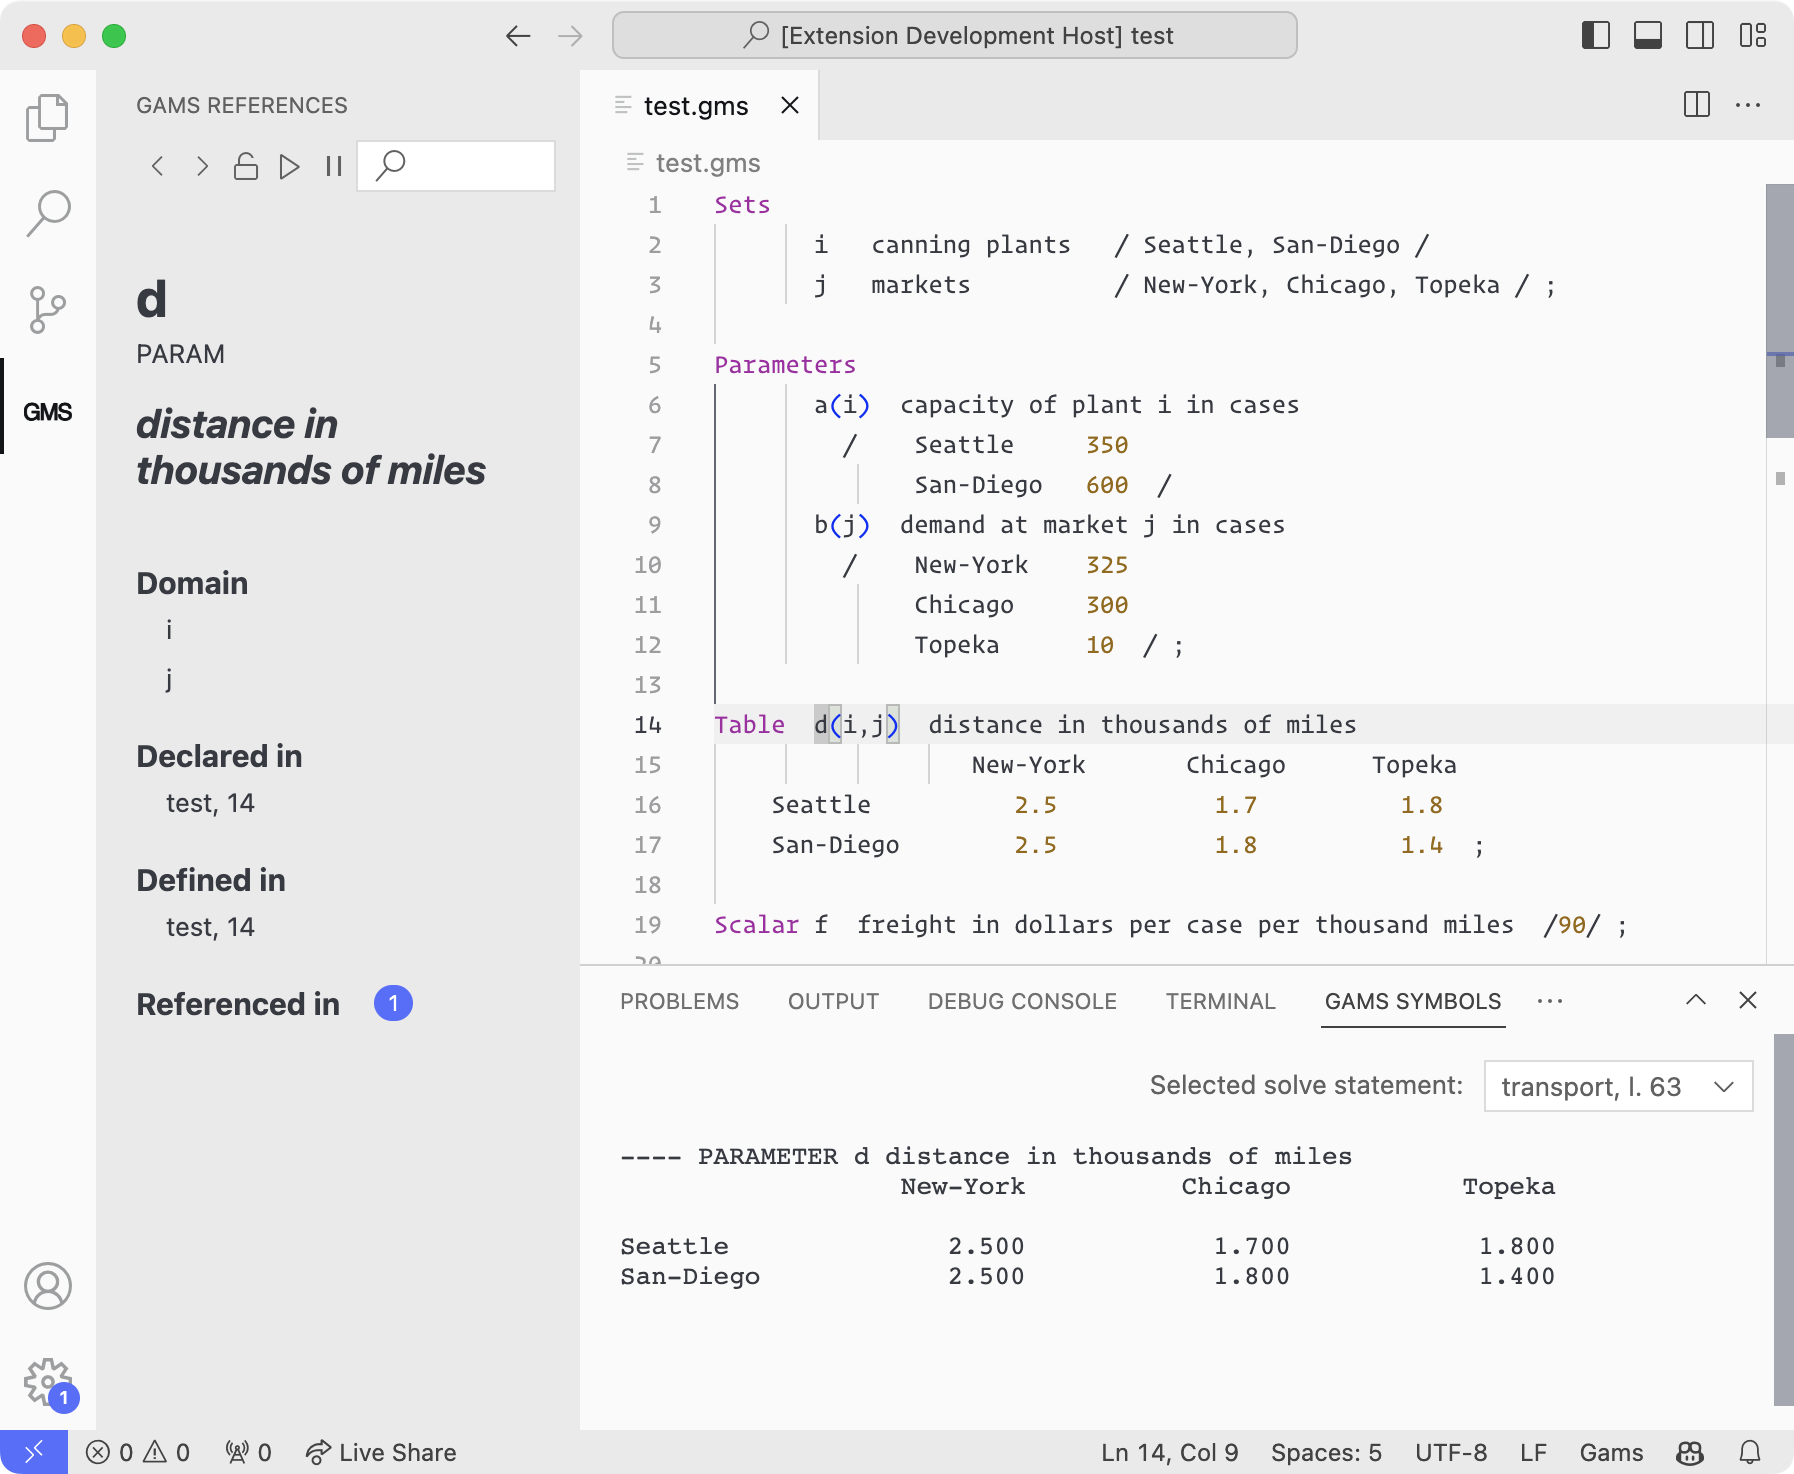 [Extension Development Host] test
GAMS REFERENCES
d
PARAM
distance in
thousands of miles
Domain
i
j
Declared in
test, 14
Defined in
test, 14
Referenced in 1
GMS
1
test.gms
test.gms
1 Sets
2 i canning plants / Seattle, San-Diego /
3 j markets / New-York, Chicago, Topeka / ;
4
5 Parameters
6 a(i) capacity of plant i in cases
7 / Seattle 350
8 San-Diego 600 /
9 b(j) demand at market j in cases
10 / New-York 325
11 Chicago 300
12 Topeka 10 / ;
13
14 Table d(i,j) distance in thousands of miles
15 New-York Chicago Topeka
16 Seattle 2.5 1.7 1.8
17 San-Diego 2.5 1.8 1.4 ;
18
19 Scalar f freight in dollars per case per thousand miles /90/ ;
20
PROBLEMS OUTPUT DEBUG CONSOLE TERMINAL GAMS SYMBOLS
Selected solve statement: transport, l. 63
---- PARAMETER d distance in thousands of miles
New-York Chicago Topeka
Seattle 2.500 1.700 1.800
San-Diego 2.500 1.800 1.400
0 0 0 Live Share Ln 14, Col 9 Spaces: 5 UTF-8 LF Gams